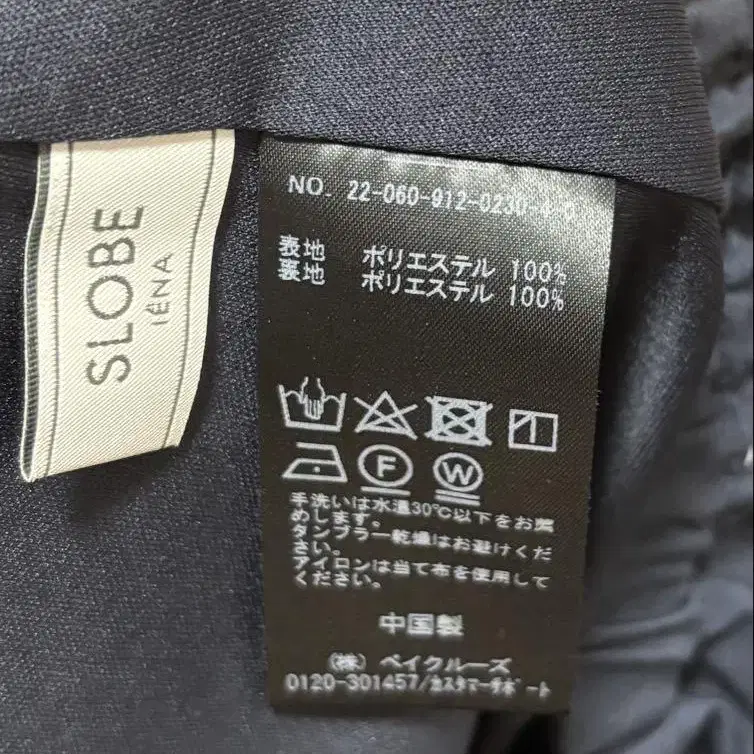 SLOBE
IÉNA
NO. 22-060-912-0230-4-0
表地 ポリエステル 100%
裏地 ポリエステル 100%
F
W
手洗いは水温30℃以下をお薦
めします。
タンブラー乾燥はお避けくだ
さい。
アイロンは当て布を使用して
ください。
中国製
(株) ベイクルーズ
0120-301457/カスタマーサポート